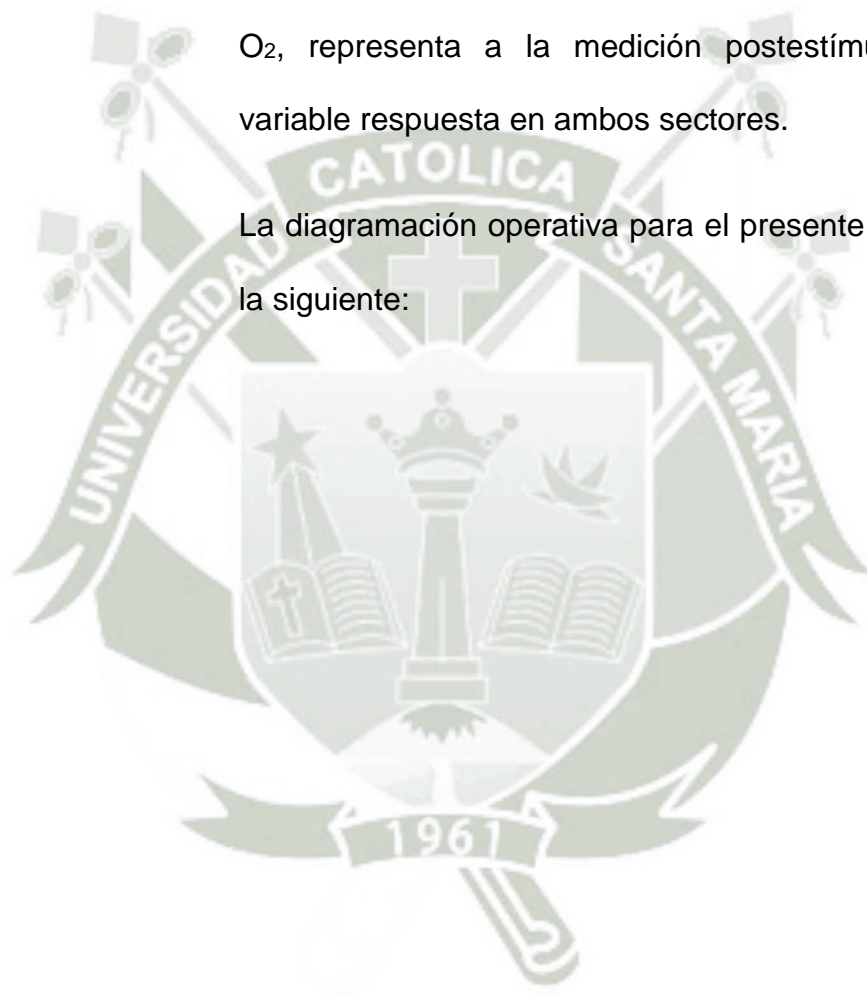 O₂, representa a la medición postestímu
variable respuesta en ambos sectores.
La diagramación operativa para el presente
la siguiente:
UNIVERSIDAD CATOLICA SANTA MARIA
1961